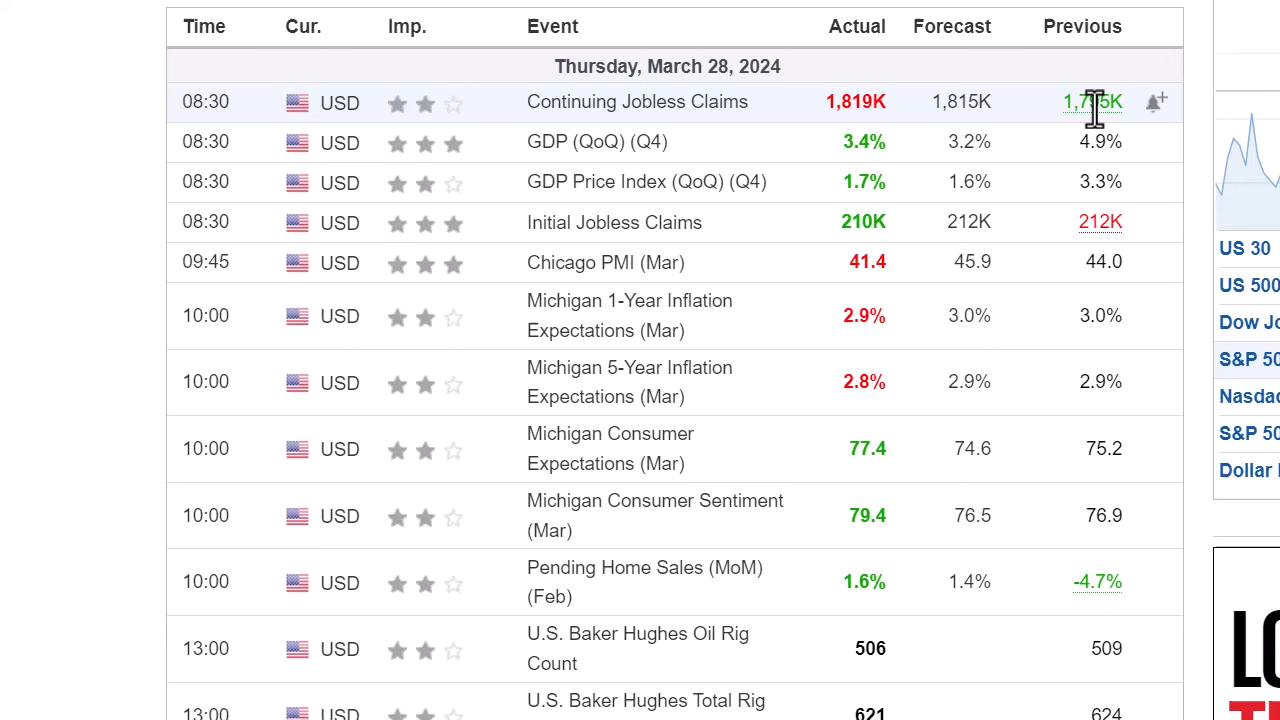 Time Cur. Imp. Event Actual Forecast Previous
Thursday, March 28, 2024
08:30 USD Continuing Jobless Claims 1,819K 1,815K
08:30 USD GDP (QoQ) (Q4) 3.4% 3.2% 4.9%
08:30 USD GDP Price Index (QoQ) (Q4) 1.7% 1.6% 3.3%
08:30 USD Initial Jobless Claims 210K 212K 212K
09:45 USD Chicago PMI (Mar) 41.4 45.9 44.0
10:00 USD Michigan 1-Year Inflation 2.9% 3.0% 3.0%
Expectations (Mar)
10:00 USD Michigan 5-Year Inflation 2.8% 2.9% 2.9%
Expectations (Mar)
10:00 USD Michigan Consumer 77.4 74.6 75.2
Expectations (Mar)
10:00 USD Michigan Consumer Sentiment 79.4 76.5 76.9
(Mar)
10:00 USD Pending Home Sales (MoM) 1.6% 1.4% -4.7%
(Feb)
13:00 USD U.S. Baker Hughes Oil Rig 506 509
Count
13:00 USD U.S. Baker Hughes Total Rig 621 624
US 30
US 500
Dow Jo
S&P 50
Nasdaq
S&P 50
Dollar
LO